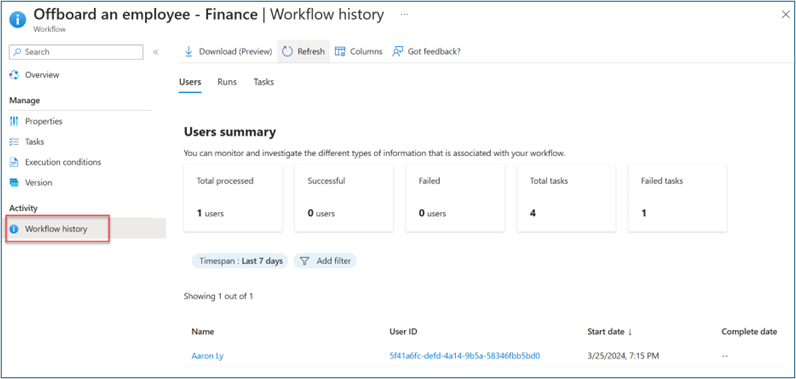 Offboard an employee - Finance | Workflow history ...
Workflow
Search
Download (Preview) Refresh Columns Got feedback?
Overview
Users Runs Tasks
Manage
Properties
Tasks
Execution conditions
Version
Activity
Workflow history
Users summary
You can monitor and investigate the different types of information that is associated with your workflow.
Total processed Successful Failed Total tasks Failed tasks
1 users 0 users 0 users 4 1
Timespan : Last 7 days Add filter
Showing 1 out of 1
Name User ID Start date ↓ Complete date
Aaron Ly 5f41a6fc-defd-4a14-9b5a-58346fbb5bd0 3/25/2024, 7:15 PM --